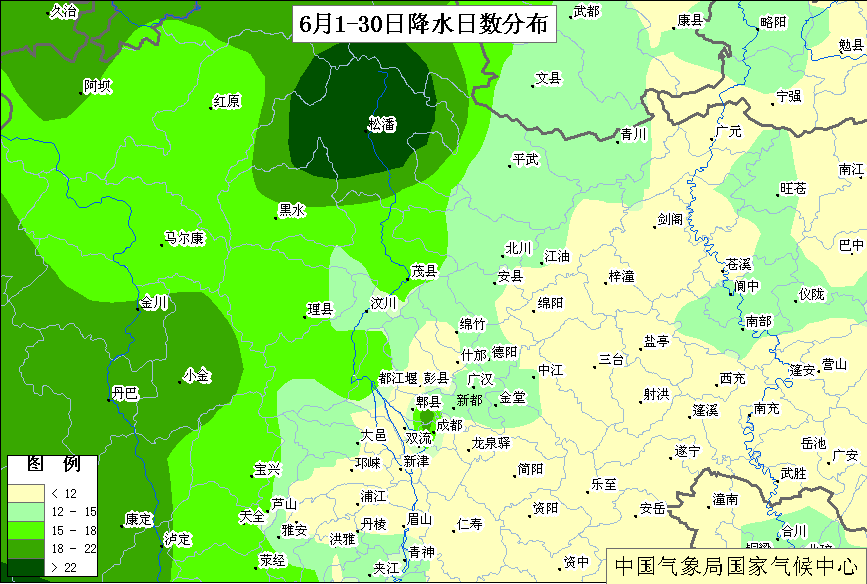 6月1-30日降水日数分布
久治
武都
康县
略阳
勉县
阿坝
红原
文县
宁强
松潘
青川
广元
平武
南江
旺苍
黑水
剑阁
马尔康
北川
江油
巴中
茂县
安县
梓潼
苍溪
阆中
仪陇
金川
理县
汶川
绵阳
绵竹
南部
盐亭
什邡
德阳
三台
小金
都江堰
彭县
广汉
中江
西充
蓬安
营山
丹巴
郫县
新都
金堂
射洪
蓬溪
南充
大邑
双流
成都
龙泉驿
岳池
广安
遂宁
宝兴
邛崃
新津
简阳
武胜
乐至
芦山
蒲江
资阳
安岳
潼南
康定
天全
雅安
丹棱
眉山
仁寿
合川
泸定
洪雅
荥经
青神
夹江
资中
铜梁
北碚
图 例
< 12
12 - 15
15 - 18
18 - 22
> 22
中国气象局国家气候中心